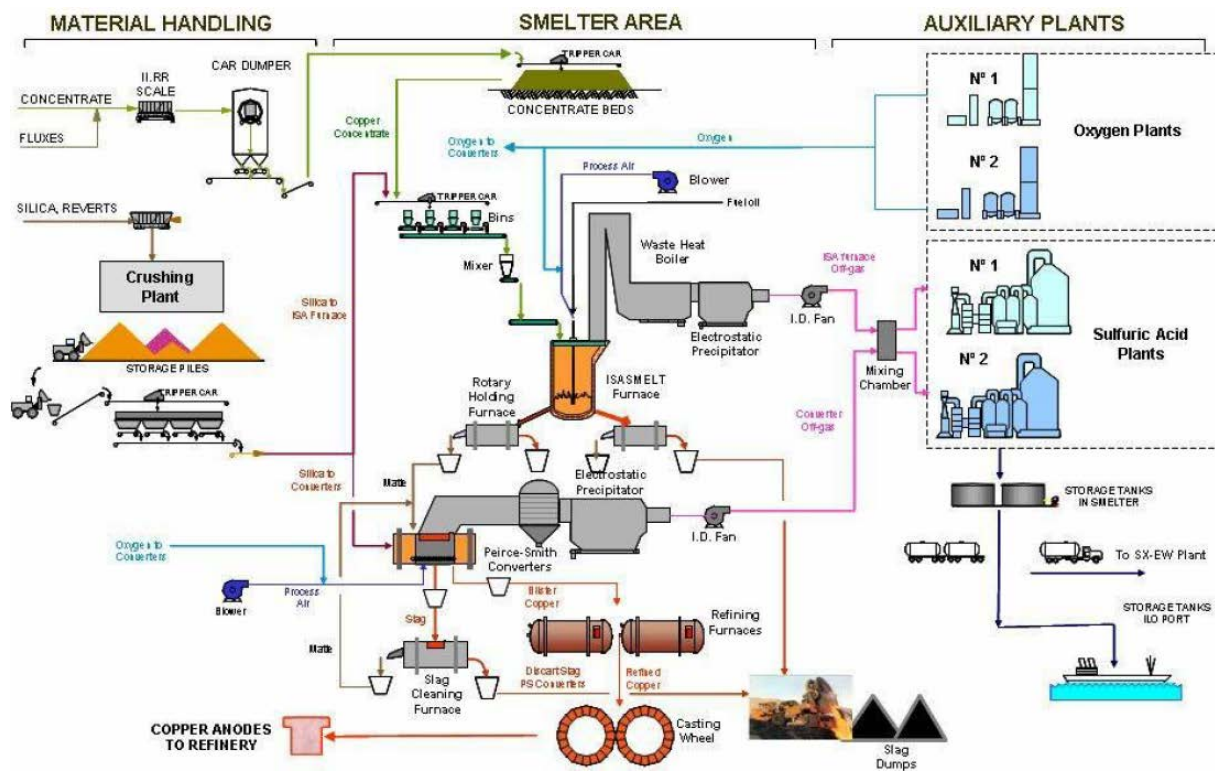 MATERIAL HANDLING
SMELTER AREA
AUXILIARY PLANTS
CONCENTRATE
FLUXES
II.RR
SCALE
CAR DUMPER
SILICA, REVERTS
Crushing
Plant
STORAGE PILES
TRIPPER CAR
TRIPPER CAR
CONCENTRATE BEDS
Copper
Concentrate
Oxygen to
Converters
Oxygen
Process Air
Blower
Fuel oil
TRIPPER CAR
Bins
Mixer
Silica to
ISA Furnace
Waste Heat
Boiler
Electrostatic
Precipitator
I.D. Fan
ISA furnace
Off-gas
Mixing
Chamber
Converter
Off-gas
ISASMELT
Furnace
Rotary
Holding
Furnace
Silica to
Converters
Matte
Electrostatic
Precipitator
I.D. Fan
Peirce-Smith
Converters
Oxygen to
Converters
Blower
Process
Air
Slag
Blister
Copper
Refining
Furnaces
Matte
Slag
Cleaning
Furnace
Discart Slag
PS Converters
Refined
Copper
Casting
Wheel
COPPER ANODES
TO REFINERY
Slag
Dumps
Nº 1
Oxygen Plants
Nº 2
Nº 1
Sulfuric Acid
Plants
Nº 2
STORAGE TANKS
IN SMELTER
To SX-EW Plant
STORAGE TANKS
ILO PORT